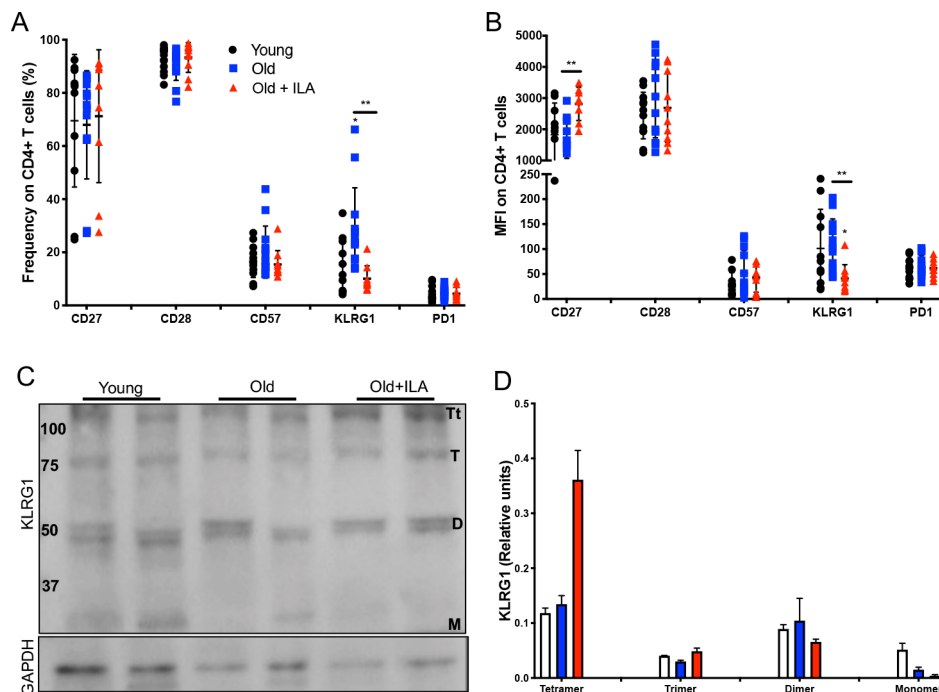 A
Frequency on CD4+ T cells (%)
100
80
60
40
20
0
Young
Old
Old + ILA
**
*
CD27
CD28
CD57
KLRG1
PD1
B
MFI on CD4+ T cells
5000
4000
3000
2000
1000
250
200
150
100
50
0
**
**
*
CD27
CD28
CD57
KLRG1
PD1
C
Young
Old
Old+ILA
KLRG1
100
75
50
37
Tt
T
D
M
GAPDH
D
KLRG1 (Relative units)
0.5
0.4
0.3
0.2
0.1
0.0
Tetramer
Trimer
Dimer
Monome